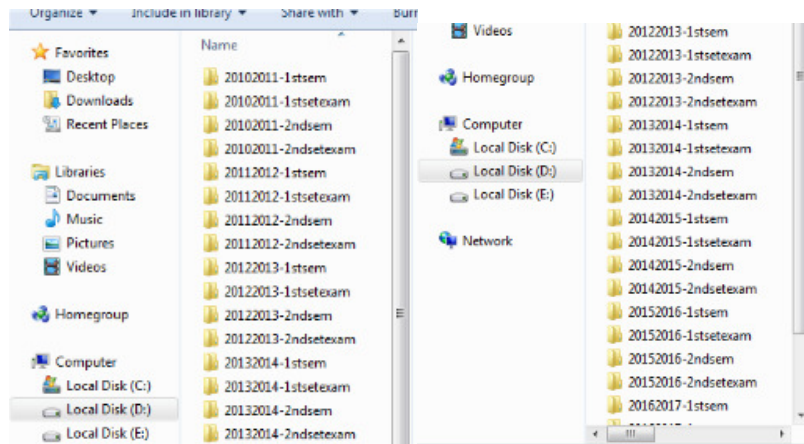 Organize Include in library Share with Burr
Favorites
Desktop
Downloads
Recent Places
Libraries
Documents
Music
Pictures
Videos
Homegroup
Computer
Local Disk (C:)
Local Disk (D:)
Local Disk (E:)
Name
20102011-1stsem
20102011-1stsetexam
20102011-2ndsem
20102011-2ndsetexam
20112012-1stsem
20112012-1stsetexam
20112012-2ndsem
20112012-2ndsetexam
20122013-1stsem
20122013-1stsetexam
20122013-2ndsem
20122013-2ndsetexam
20132014-1stsem
20132014-1stsetexam
20132014-2ndsem
20132014-2ndsetexam
Videos
Homegroup
Computer
Local Disk (C:)
Local Disk (D:)
Local Disk (E:)
Network
20122013-1stsem
20122013-1stsetexam
20122013-2ndsem
20122013-2ndsetexam
20132014-1stsem
20132014-1stsetexam
20132014-2ndsem
20132014-2ndsetexam
20142015-1stsem
20142015-1stsetexam
20142015-2ndsem
20142015-2ndsetexam
20152016-1stsem
20152016-1stsetexam
20152016-2ndsem
20152016-2ndsetexam
20162017-1stsem